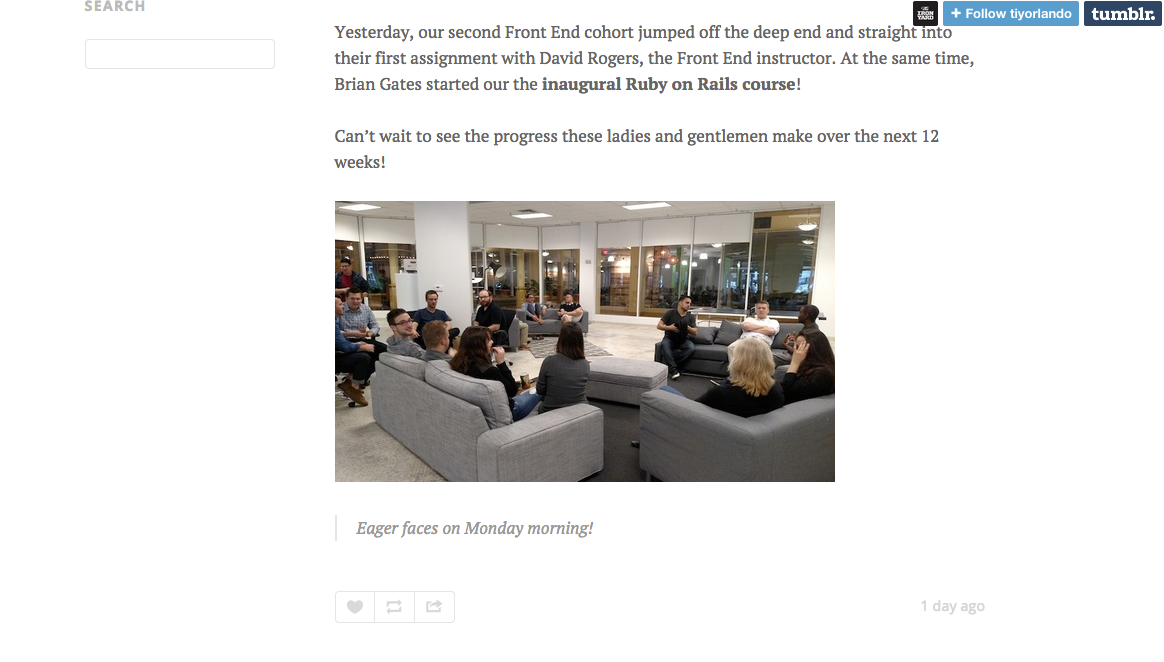 SEARCH
THE
IRON
YARD
+ Follow tiyorlando
tumblr.
Yesterday, our second Front End cohort jumped off the deep end and straight into
their first assignment with David Rogers, the Front End instructor. At the same time,
Brian Gates started our the inaugural Ruby on Rails course!
Can’t wait to see the progress these ladies and gentlemen make over the next 12
weeks!
Eager faces on Monday morning!
1 day ago